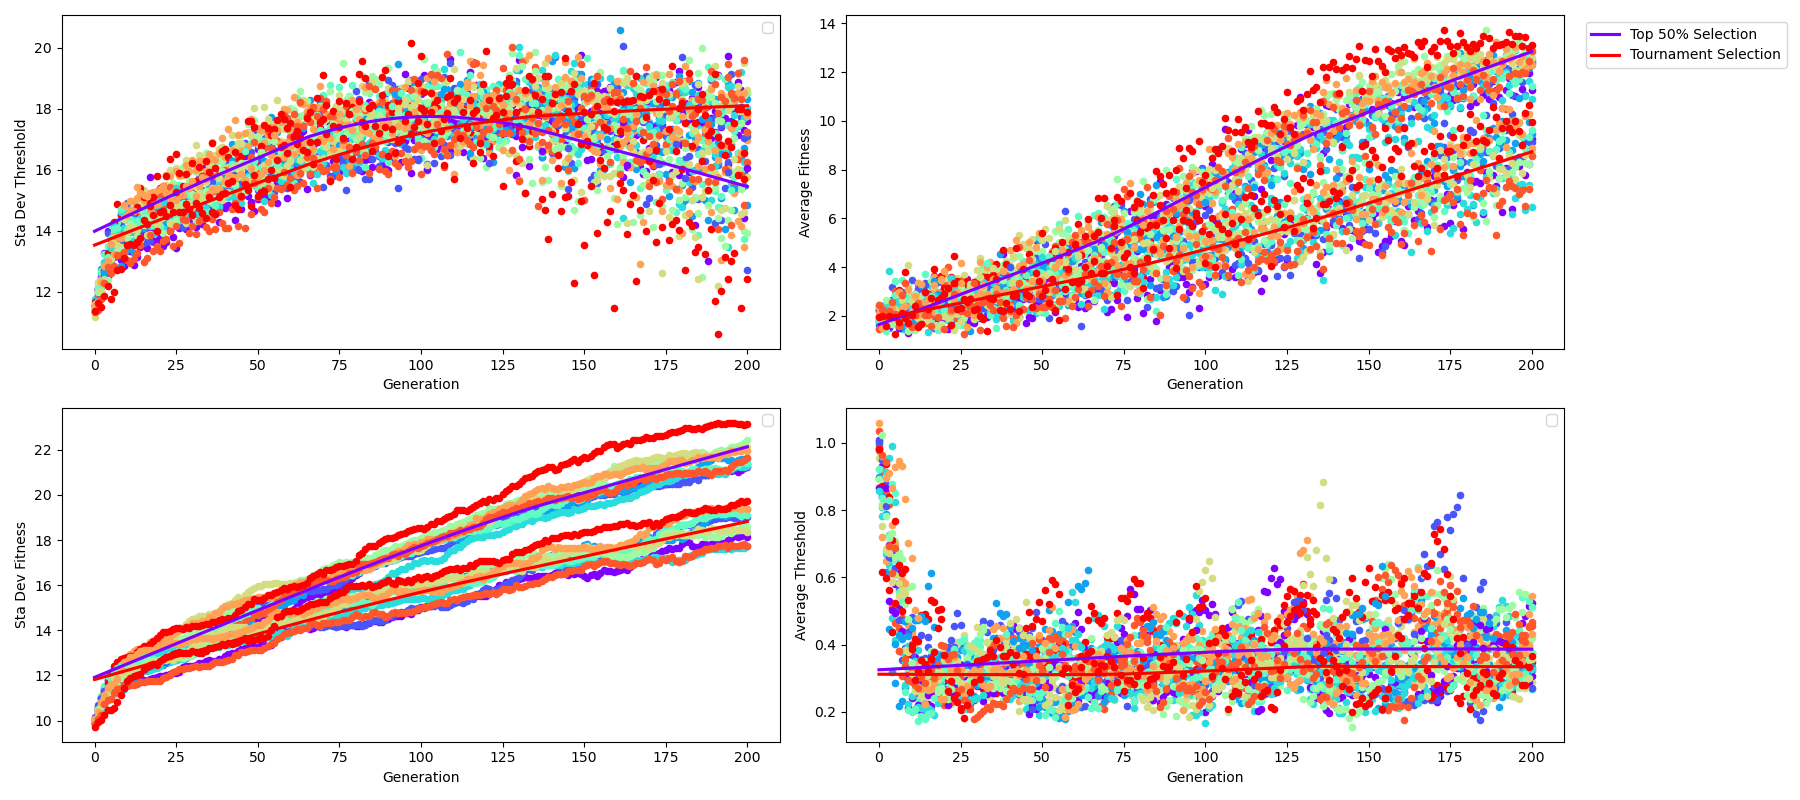 20
18
16
14
12
Sta Dev Threshold
0 25 50 75 100 125 150 175 200
Generation
14
12
10
8
6
4
2
Average Fitness
0 25 50 75 100 125 150 175 200
Generation
Top 50% Selection
Tournament Selection
22
20
18
16
14
12
10
Sta Dev Fitness
0 25 50 75 100 125 150 175 200
Generation
1.0
0.8
0.6
0.4
0.2
Average Threshold
0 25 50 75 100 125 150 175 200
Generation